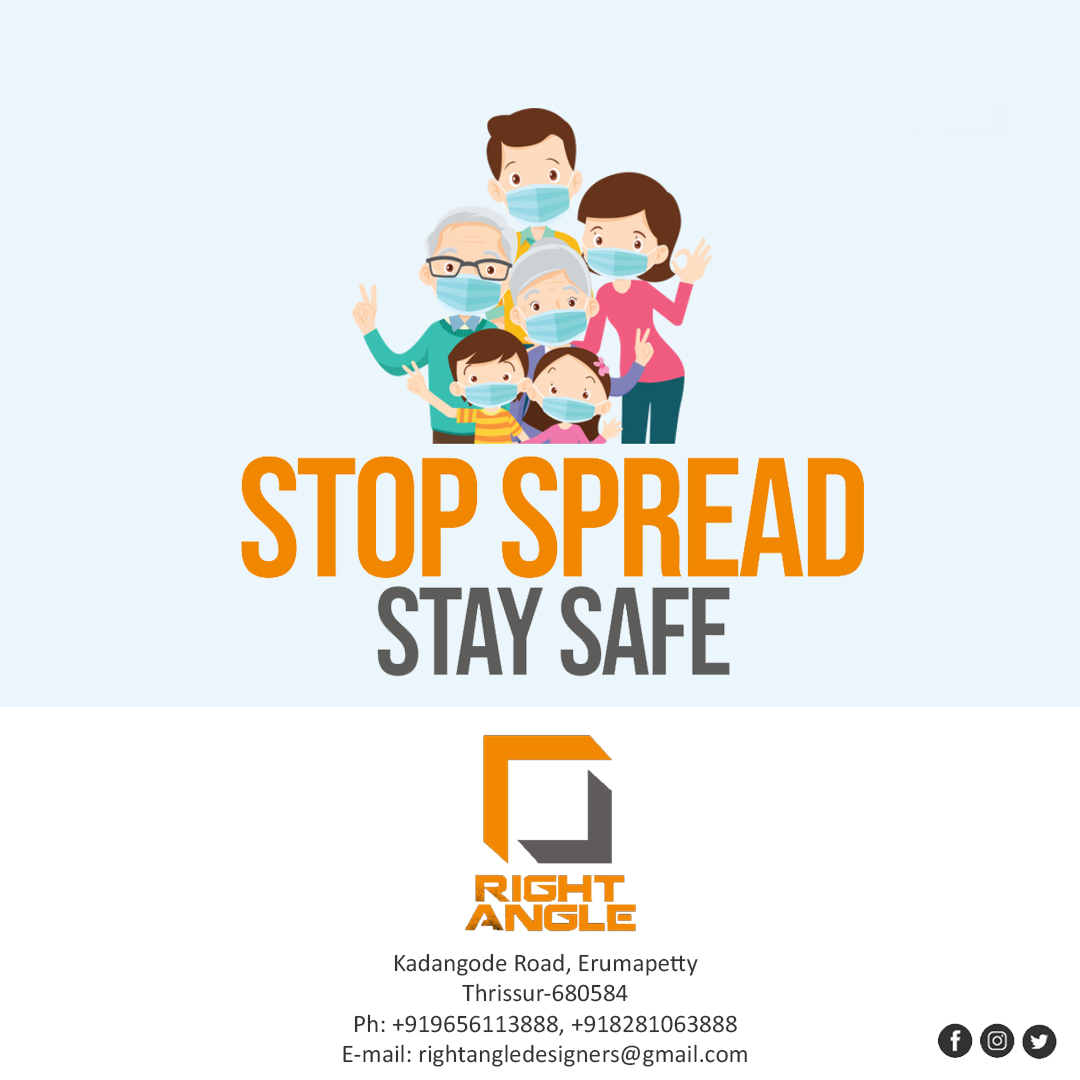 STOP SPREAD
STAY SAFE
RIGHT
ANGLE
Kadangode Road, Erumapetty
Thrissur-680584
Ph: +919656113888, +918281063888
E-mail: rightangledesigners@gmail.com